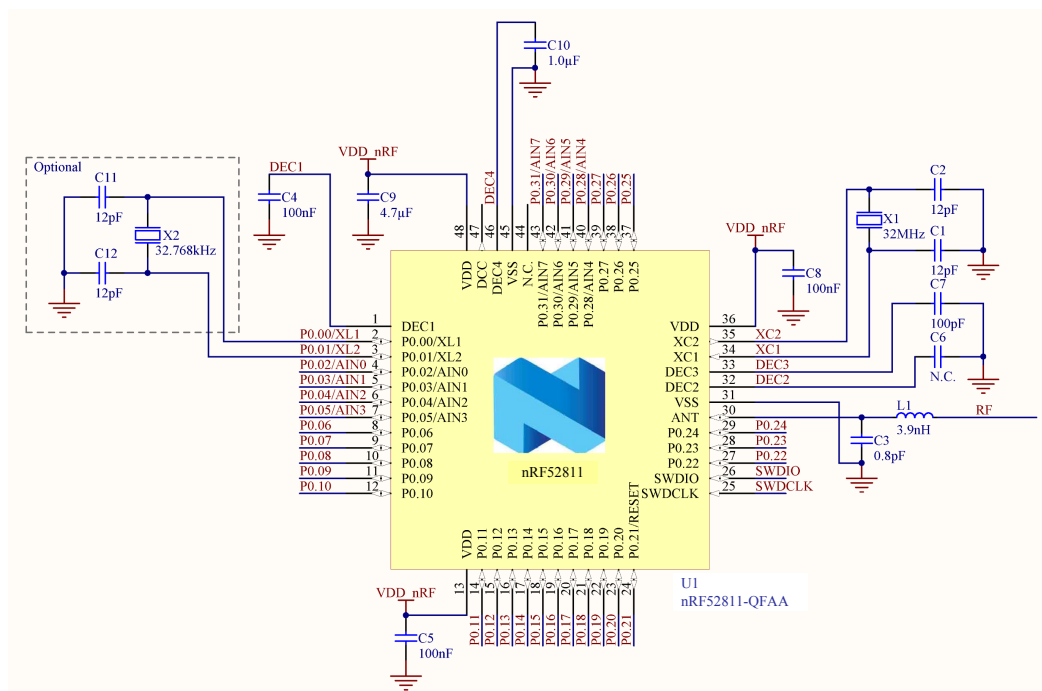 C10
1.0µF
Optional
C11
12pF
X2
32.768kHz
C12
12pF
DEC1
C4
100nF
VDD_nRF
C9
4.7µF
DEC4
P0.31/AIN7
P0.30/AIN6
P0.29/AIN5
P0.28/AIN4
P0.27
P0.26
P0.25
48
47
46
45
44
43
42
41
40
39
38
37
VDD
DCC
DEC4
VSS
N.C.
P0.31/AIN7
P0.30/AIN6
P0.29/AIN5
P0.28/AIN4
P0.27
P0.26
P0.25
C2
12pF
X1
32MHz
C1
12pF
VDD_nRF
C8
100nF
C7
100pF
C6
N.C.
1 DEC1
P0.00/XL1 2 P0.00/XL1
P0.01/XL2 3 P0.01/XL2
P0.02/AIN0 4 P0.02/AIN0
P0.03/AIN1 5 P0.03/AIN1
P0.04/AIN2 6 P0.04/AIN2
P0.05/AIN3 7 P0.05/AIN3
P0.06 8 P0.06
P0.07 9 P0.07
P0.08 10 P0.08
P0.09 11 P0.09
P0.10 12 P0.10
nRF52811
VDD 36
XC2 35 XC2
XC1 34 XC1
DEC3 33 DEC3
DEC2 32 DEC2
VSS 31
ANT 30
P0.24 29 P0.24
P0.23 28 P0.23
P0.22 27 P0.22
SWDIO 26 SWDIO
SWDCLK 25 SWDCLK
L1
3.9nH
RF
C3
0.8pF
VDD
P0.11
P0.12
P0.13
P0.14
P0.15
P0.16
P0.17
P0.18
P0.19
P0.20
P0.21/RESET
13
14
15
16
17
18
19
20
21
22
23
24
P0.11
P0.12
P0.13
P0.14
P0.15
P0.16
P0.17
P0.18
P0.19
P0.20
P0.21
VDD_nRF
C5
100nF
U1
nRF52811-QFAA